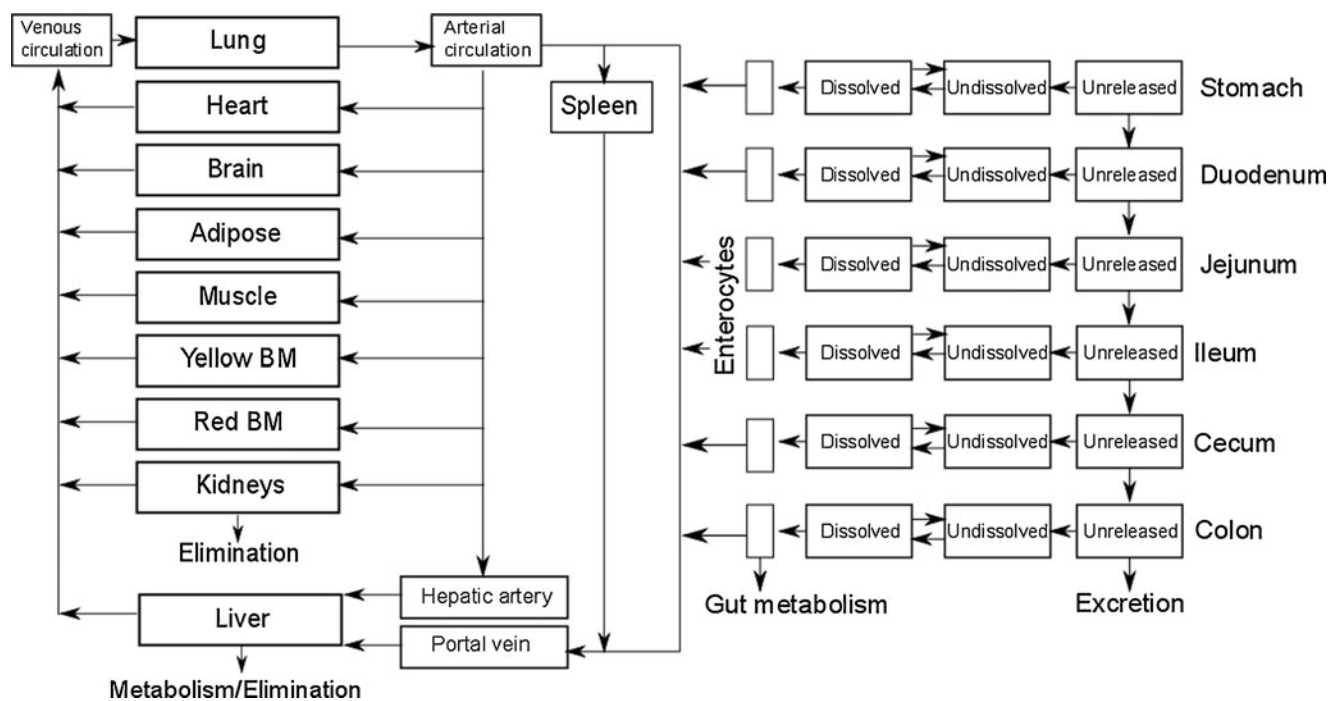 Venous
circulation
Lung
Arterial
circulation
Heart
Brain
Adipose
Muscle
Yellow BM
Red BM
Kidneys
Elimination
Liver
Metabolism/Elimination
Hepatic artery
Portal vein
Spleen
Enterocytes
Dissolved Undissolved Unreleased Stomach
Dissolved Undissolved Unreleased Duodenum
Dissolved Undissolved Unreleased Jejunum
Dissolved Undissolved Unreleased Ileum
Dissolved Undissolved Unreleased Cecum
Dissolved Undissolved Unreleased Colon
Gut metabolism
Excretion